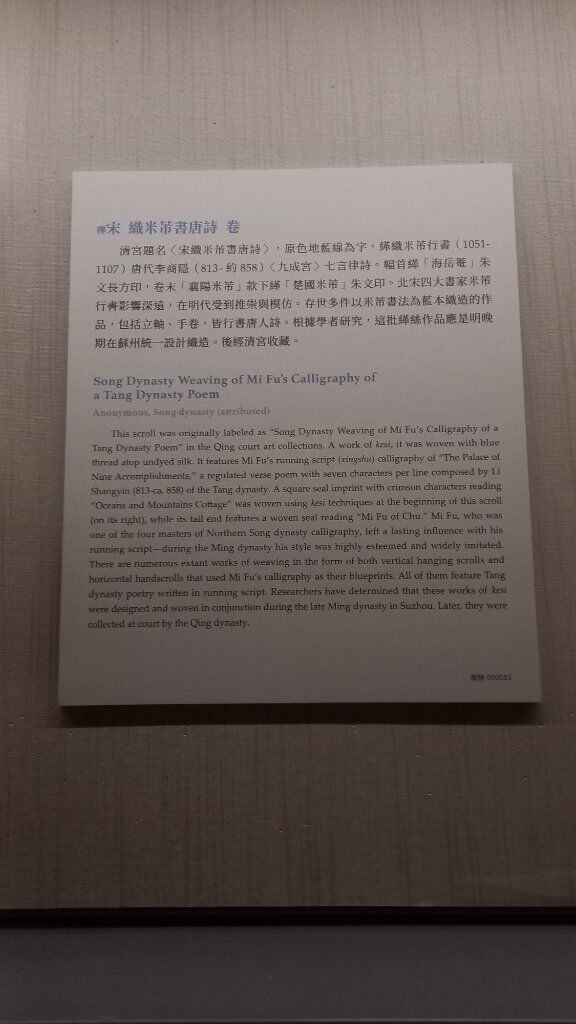 傳宋 織米芾書唐詩 卷
清宮題名〈宋織米芾書唐詩〉，原色地藍線為字，緙織米芾行書（1051-
1107）唐代李商隱（813- 約 858）〈九成宮〉七言律詩。幅首緙「海岳菴」朱
文長方印，卷末「襄陽米芾」款下緙「楚國米芾」朱文印。北宋四大書家米芾
行書影響深遠，在明代受到推崇與模仿。存世多件以米芾書法為藍本織造的作
品，包括立軸、手卷，皆行書唐人詩。根據學者研究，這批緙絲作品應是明晚
期在蘇州統一設計織造。後經清宮收藏。
Song Dynasty Weaving of Mi Fu's Calligraphy of
a Tang Dynasty Poem
Anonymous, Song dynasty (attributed)
This scroll was originally labeled as “Song Dynasty Weaving of Mi Fu's Calligraphy of a
Tang Dynasty Poem” in the Qing court art collections. A work of kesi, it was woven with blue
thread atop undyed silk. It features Mi Fu's running script (xingshu) calligraphy of “The Palace of
Nine Accomplishments,” a regulated verse poem with seven characters per line composed by Li
Shangyin (813-ca. 858) of the Tang dynasty. A square seal imprint with crimson characters reading
“Oceans and Mountains Cottage” was woven using kesi techniques at the beginning of this scroll
(on its right), while its tail end features a woven seal reading “Mi Fu of Chu.” Mi Fu, who was
one of the four masters of Northern Song dynasty calligraphy, left a lasting influence with his
running script—during the Ming dynasty his style was highly esteemed and widely imitated.
There are numerous extant works of weaving in the form of both vertical hanging scrolls and
horizontal handscrolls that used Mi Fu's calligraphy as their blueprints. All of them feature Tang
dynasty poetry written in running script. Researchers have determined that these works of kesi
were designed and woven in conjunction during the late Ming dynasty in Suzhou. Later, they were
collected at court by the Qing dynasty.
叢絲 000053